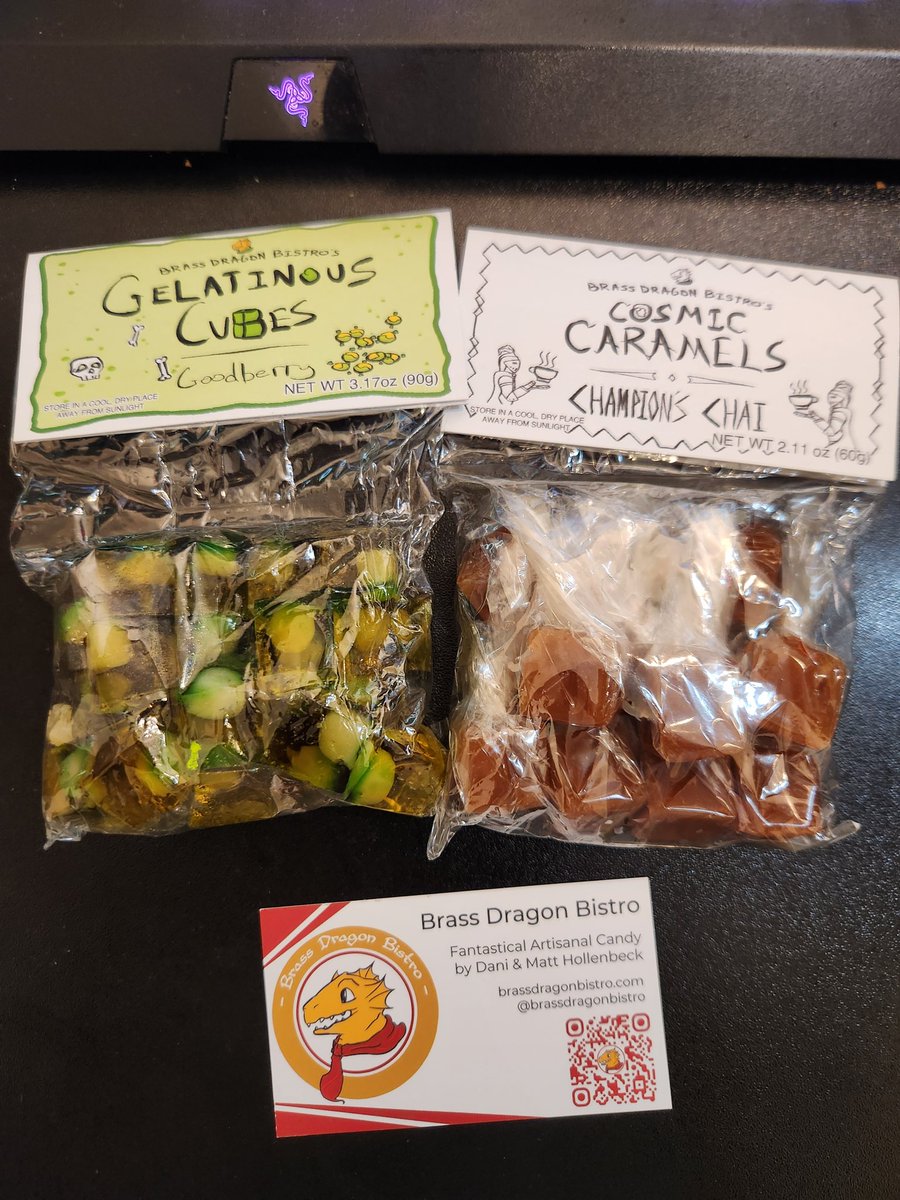 BRASS DRAGON BISTRO'S
GELATINOUS
CUBES
Goodberry
NET WT 3.17oz (90g)
STORE IN A COOL, DRY PLACE
AWAY FROM SUNLIGHT
BRASS DRAGON BISTRO'S
COSMIC
CARAMELS
CHAMPION'S CHAI
STORE IN A COOL, DRY PLACE
AWAY FROM SUNLIGHT
NET WT 2.11 oz (60g)
- Brass Dragon Bistro -
Brass Dragon Bistro
Fantastical Artisanal Candy
by Dani & Matt Hollenbeck
brassdragonbistro.com
@brassdragonbistro